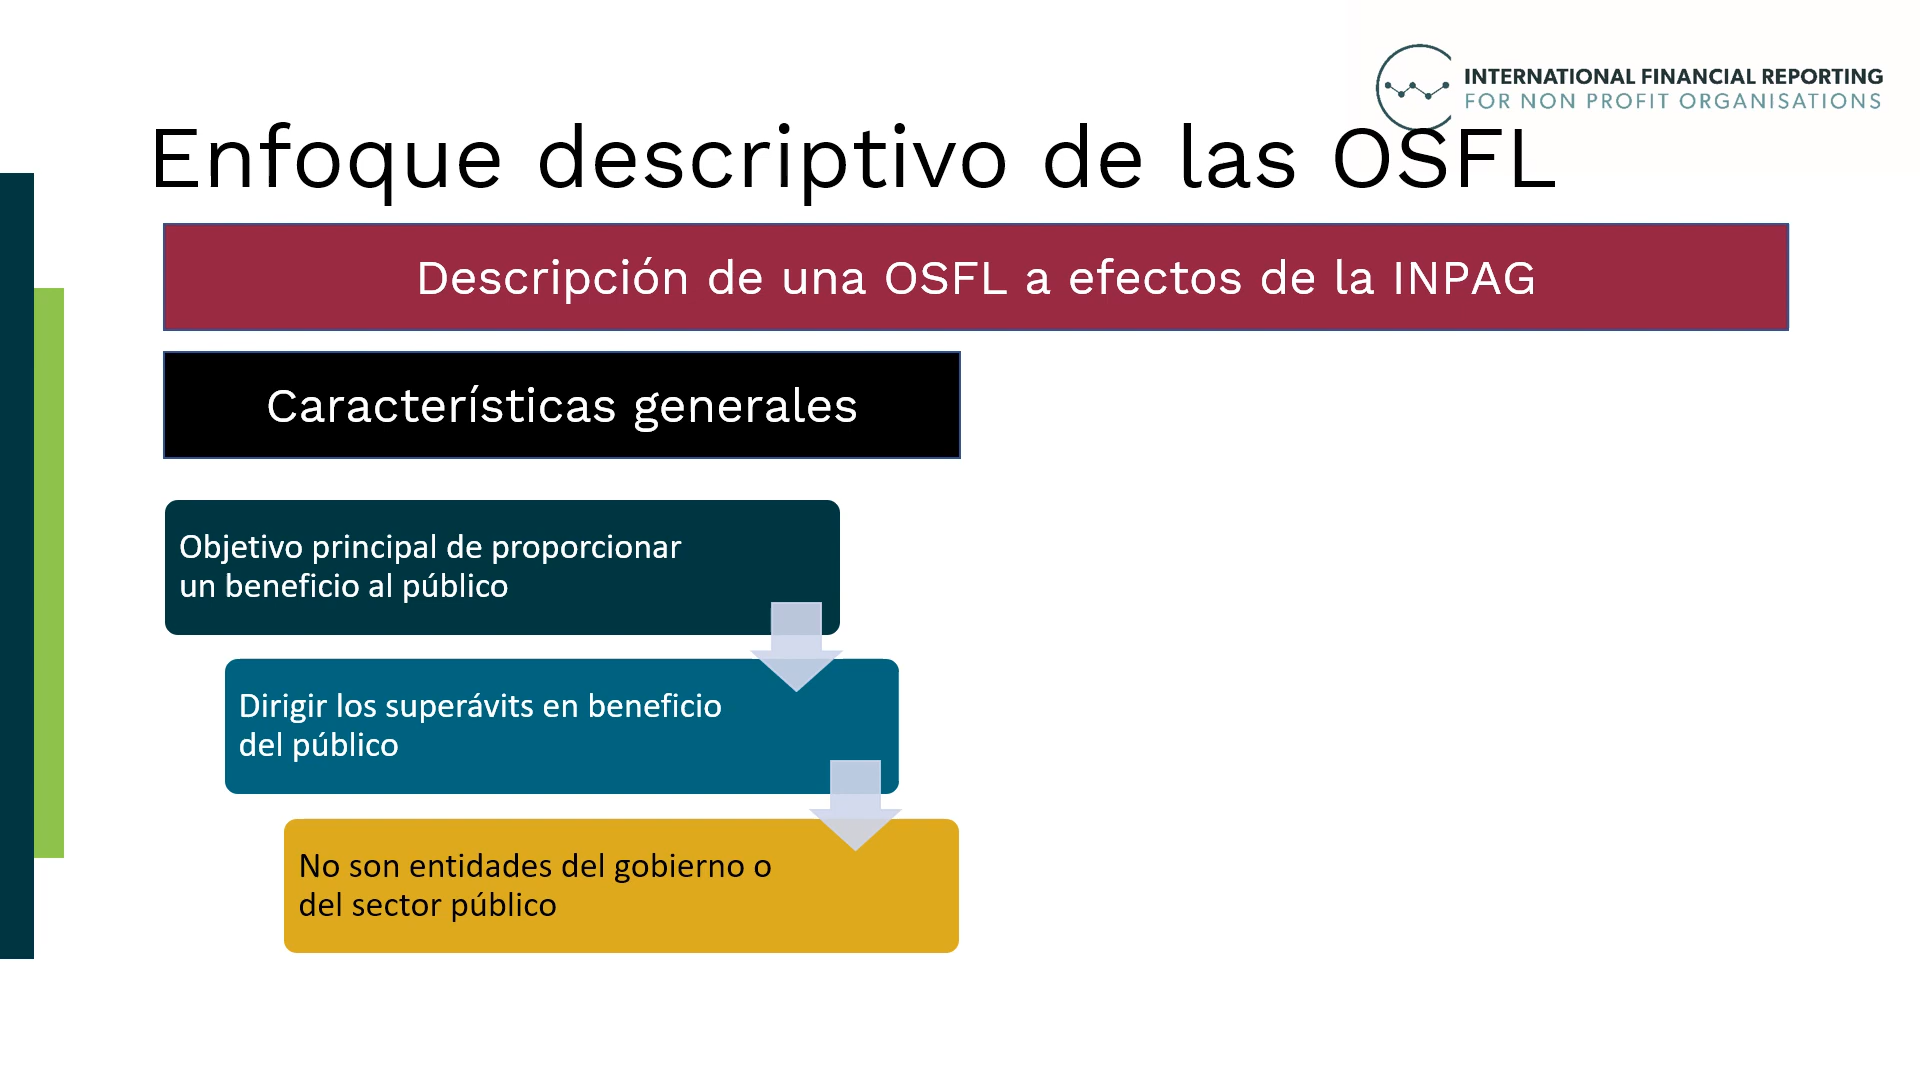 INTERNATIONAL FINANCIAL REPORTING
FOR NON PROFIT ORGANISATIONS
Enfoque descriptivo de las OSFL
Descripción de una OSFL a efectos de la INPAG
Características generales
Objetivo principal de proporcionar
un beneficio al público
Dirigir los superávits en beneficio
del público
No son entidades del gobierno o
del sector público